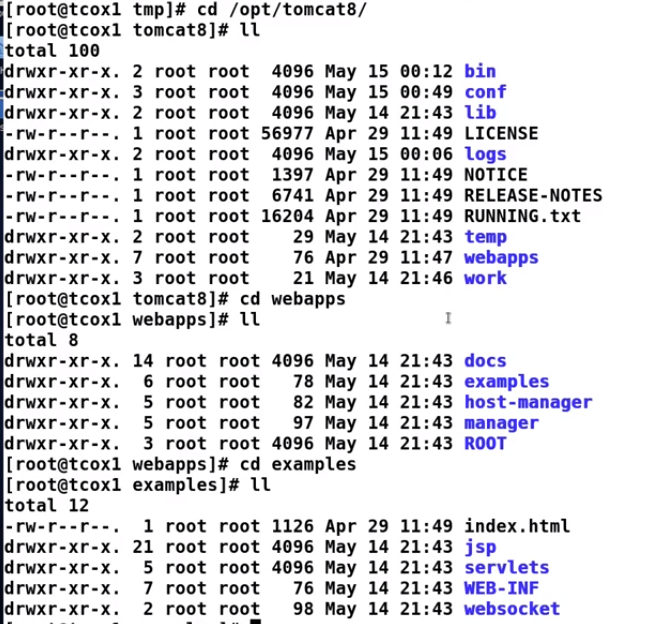 [root@tcox1 tmp]# cd /opt/tomcat8/
[root@tcox1 tomcat8]# ll
total 100
drwxr-xr-x. 2 root root  4096 May 15 00:12 bin
drwxr-xr-x. 3 root root  4096 May 15 00:49 conf
drwxr-xr-x. 2 root root  4096 May 14 21:43 lib
-rw-r--r--. 1 root root 56977 Apr 29 11:49 LICENSE
drwxr-xr-x. 2 root root  4096 May 15 00:06 logs
-rw-r--r--. 1 root root  1397 Apr 29 11:49 NOTICE
-rw-r--r--. 1 root root  6741 Apr 29 11:49 RELEASE-NOTES
-rw-r--r--. 1 root root 16204 Apr 29 11:49 RUNNING.txt
drwxr-xr-x. 2 root root    29 May 14 21:43 temp
drwxr-xr-x. 7 root root    76 Apr 29 11:47 webapps
drwxr-xr-x. 3 root root    21 May 14 21:46 work
[root@tcox1 tomcat8]# cd webapps
[root@tcox1 webapps]# ll
total 8
drwxr-xr-x. 14 root root 4096 May 14 21:43 docs
drwxr-xr-x.  6 root root   78 May 14 21:43 examples
drwxr-xr-x.  5 root root   82 May 14 21:43 host-manager
drwxr-xr-x.  5 root root   97 May 14 21:43 manager
drwxr-xr-x.  3 root root 4096 May 14 21:43 ROOT
[root@tcox1 webapps]# cd examples
[root@tcox1 examples]# ll
total 12
-rw-r--r--.  1 root root 1126 Apr 29 11:49 index.html
drwxr-xr-x. 21 root root 4096 May 14 21:43 jsp
drwxr-xr-x.  5 root root 4096 May 14 21:43 servlets
drwxr-xr-x.  7 root root   76 May 14 21:43 WEB-INF
drwxr-xr-x.  2 root root   98 May 14 21:43 websocket